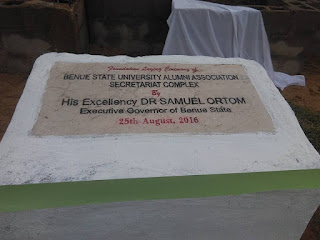 Foundation Laying Ceremony of
BENUE STATE UNIVERSITY ALUMNI ASSOCIATION
SECRETARIAT COMPLEX
By
His Excellency DR SAMUEL ORTOM
Executive Governor of Benue State
25th August, 2016